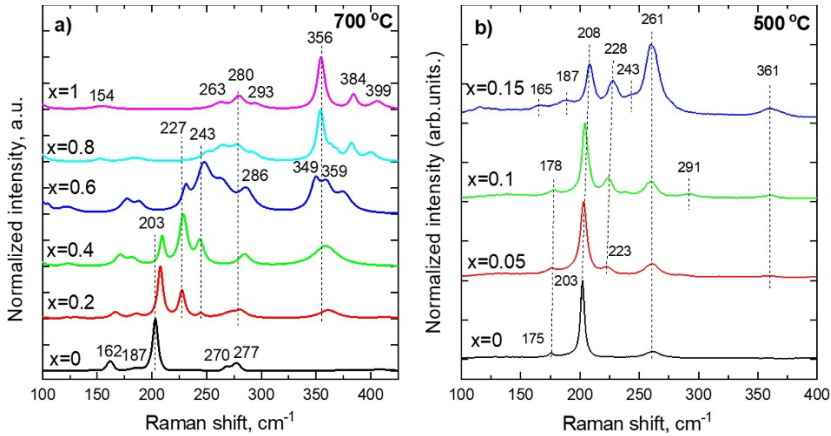 a) 700 °C
356
x=1 154 263 280 293 384 399
x=0.8 227 243
349 359
x=0.6 286
203
x=0.4
x=0.2
x=0 162 187 270 277
100 150 200 250 300 350 400
Raman shift, cm-1
Normalized intensity, a.u.
b) 500 °C
261
208
228
x=0.15 165 187 243 361
x=0.1 178 291
x=0.05 223
203
x=0 175
100 150 200 250 300 350 400
Raman shift, cm-1
Normalized intensity (arb.units.)